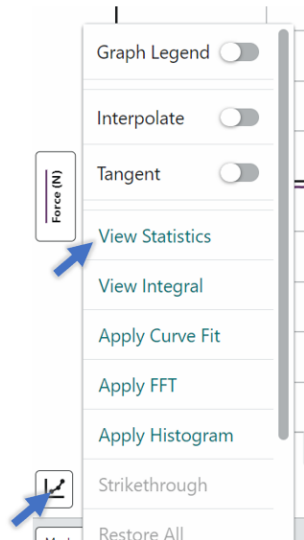 Graph Legend
Interpolate
Tangent
Force (N)
View Statistics
View Integral
Apply Curve Fit
Apply FFT
Apply Histogram
Strikethrough
Restore All